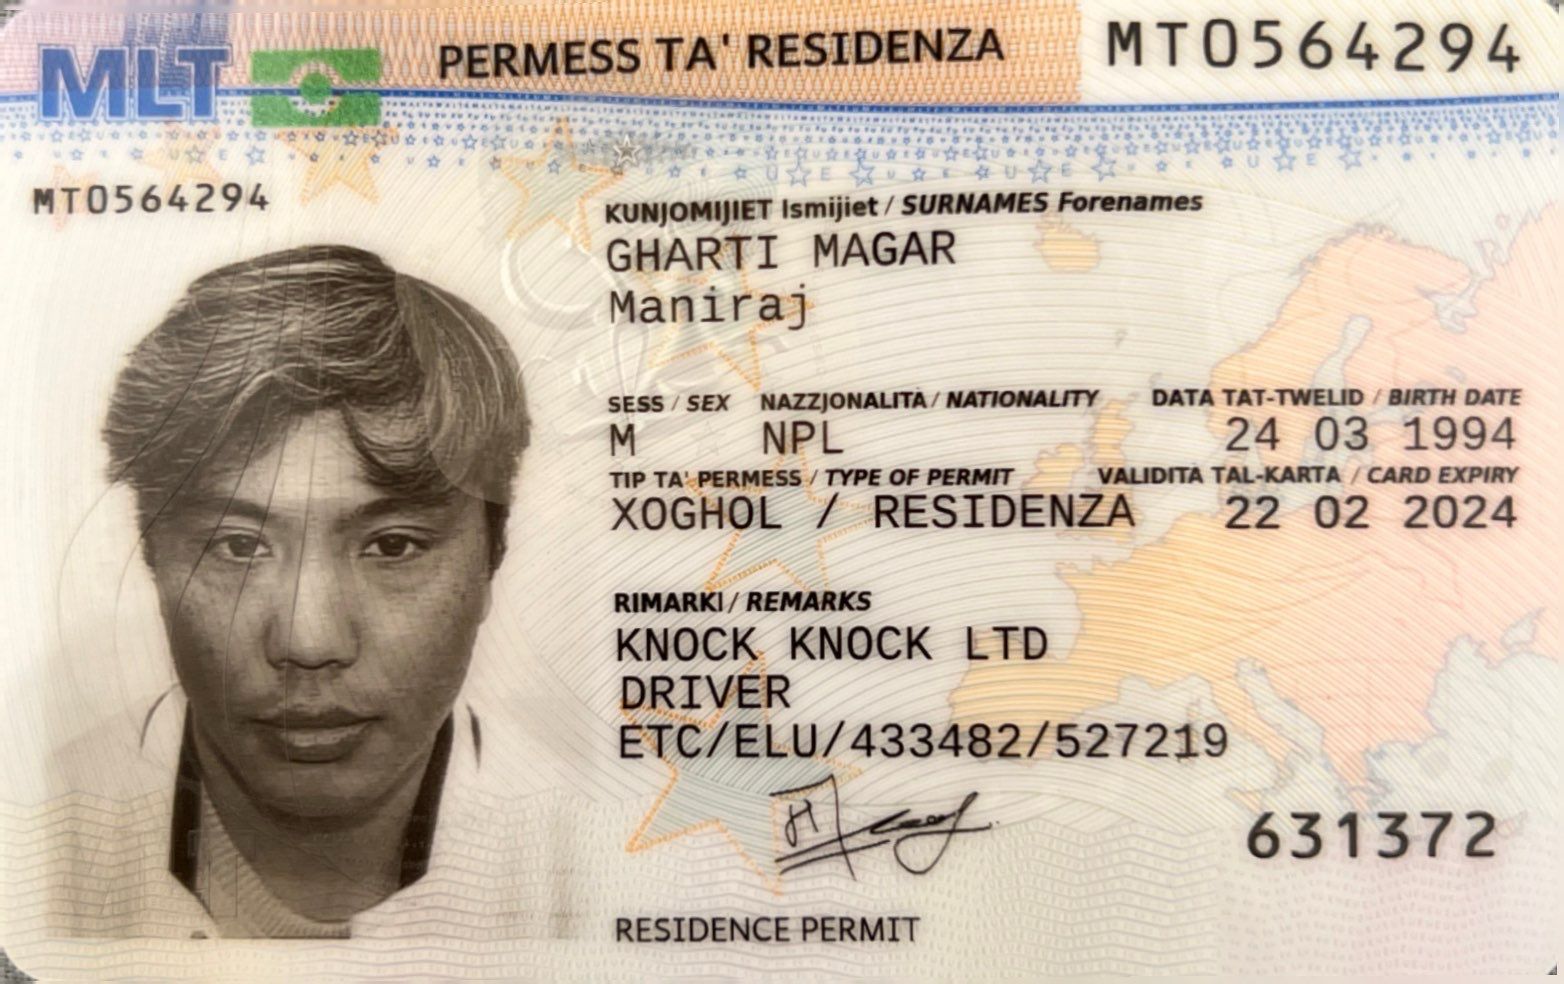 MLT
PERMESS TA' RESIDENZA
MT0564294
MT0564294
KUNJOMIJIET Ismijiet / SURNAMES Forenames
GHARTI MAGAR
Maniraj
SESS / SEX NAZZJONALITÀ / NATIONALITY DATA TAT-TWELID / BIRTH DATE
M NPL 24 03 1994
TIP TA' PERMESS / TYPE OF PERMIT VALIDITA TAL-KARTA / CARD EXPIRY
XOGHOL / RESIDENZA 22 02 2024
RIMARKI / REMARKS
KNOCK KNOCK LTD
DRIVER
ETC/ELU/433482/527219
631372
RESIDENCE PERMIT